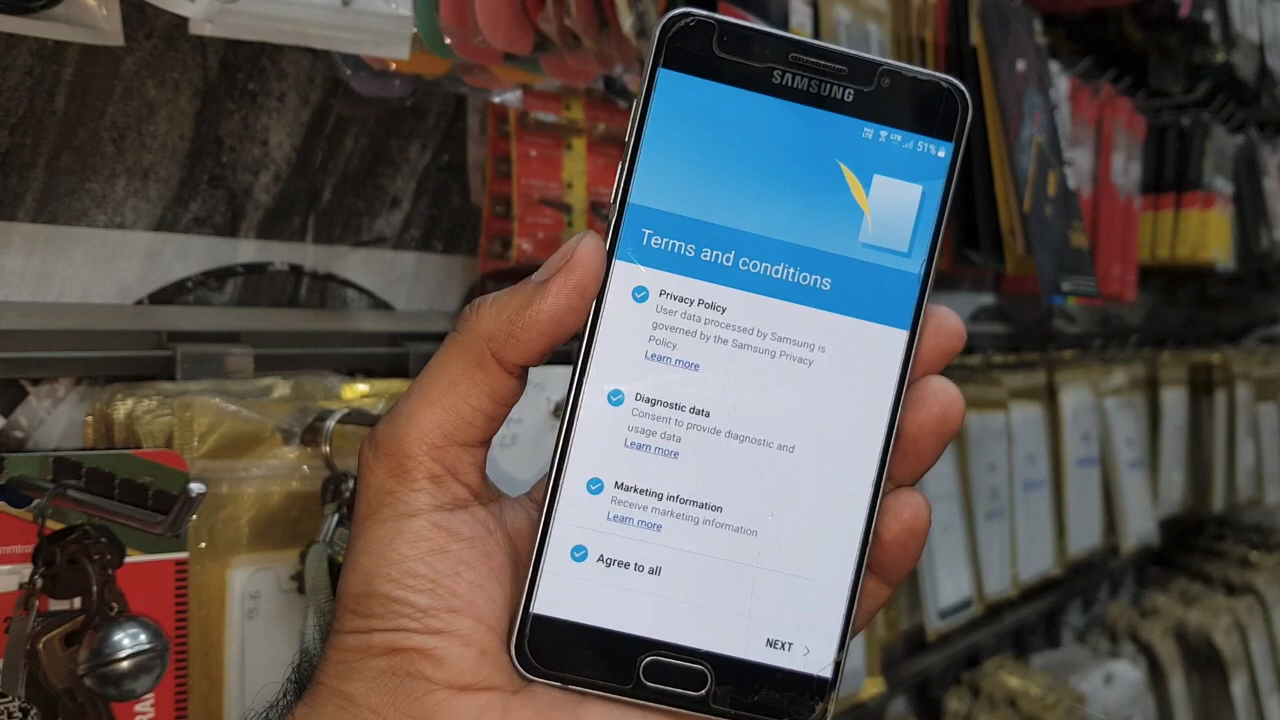 SAMSUNG
VoLTE LTE 51%
Terms and conditions
Privacy Policy
User data processed by Samsung is
governed by the Samsung Privacy
Policy.
Learn more
Diagnostic data
Consent to provide diagnostic and
usage data
Learn more
Marketing information
Receive marketing information
Learn more
Agree to all
NEXT